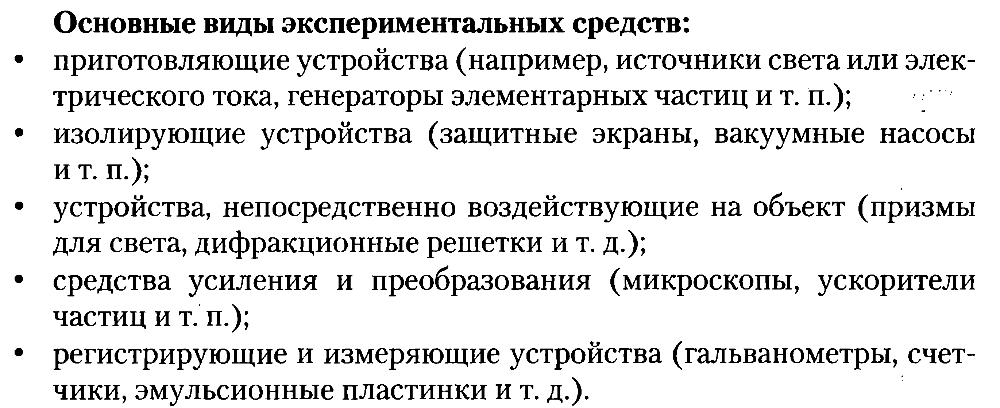 Основные виды экспериментальных средств:
• приготовляющие устройства (например, источники света или элек-
трического тока, генераторы элементарных частиц и т. п.);
• изолирующие устройства (защитные экраны, вакуумные насосы
и т. п.);
• устройства, непосредственно воздействующие на объект (призмы
для света, дифракционные решетки и т. д.);
• средства усиления и преобразования (микроскопы, ускорители
частиц и т. п.);
• регистрирующие и измеряющие устройства (гальванометры, счет-
чики, эмульсионные пластинки и т. д.).